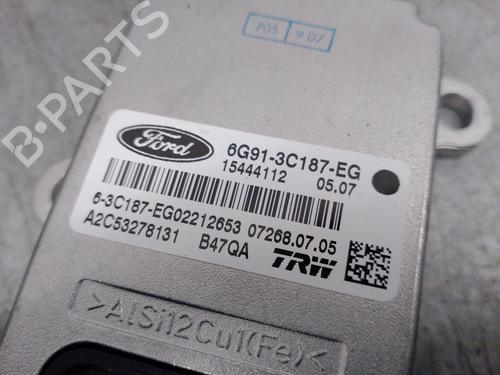 705 9.07
B-PARTS
Ford
6G91-3C187-EG
15444112 05.07
6-3C187-EG02212653 07268.07.05
A2C53278131 B47QA TRW
>AlSi12Cu1(Fe)<